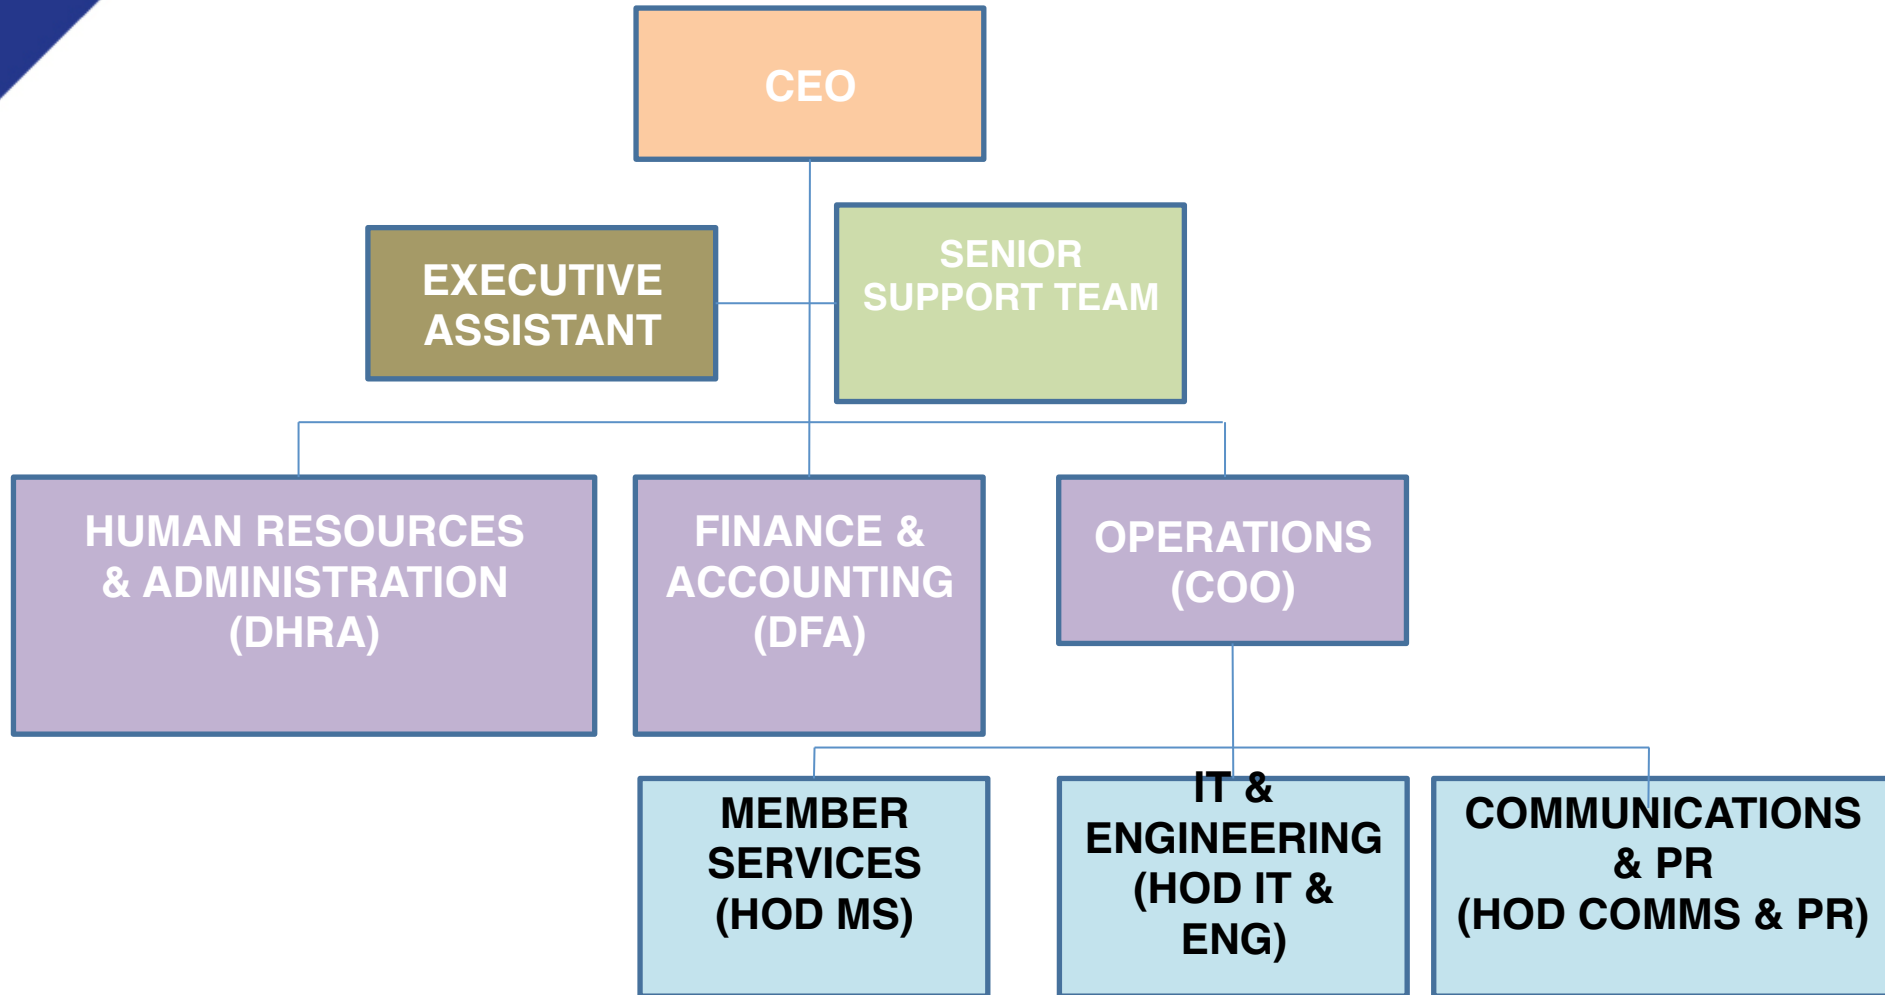 CEO
EXECUTIVE
ASSISTANT
SENIOR
SUPPORT TEAM
HUMAN RESOURCES
& ADMINISTRATION
(DHRA)
FINANCE &
ACCOUNTING
(DFA)
OPERATIONS
(COO)
MEMBER
SERVICES
(HOD MS)
IT &
ENGINEERING
(HOD IT &
ENG)
COMMUNICATIONS
& PR
(HOD COMMS & PR)